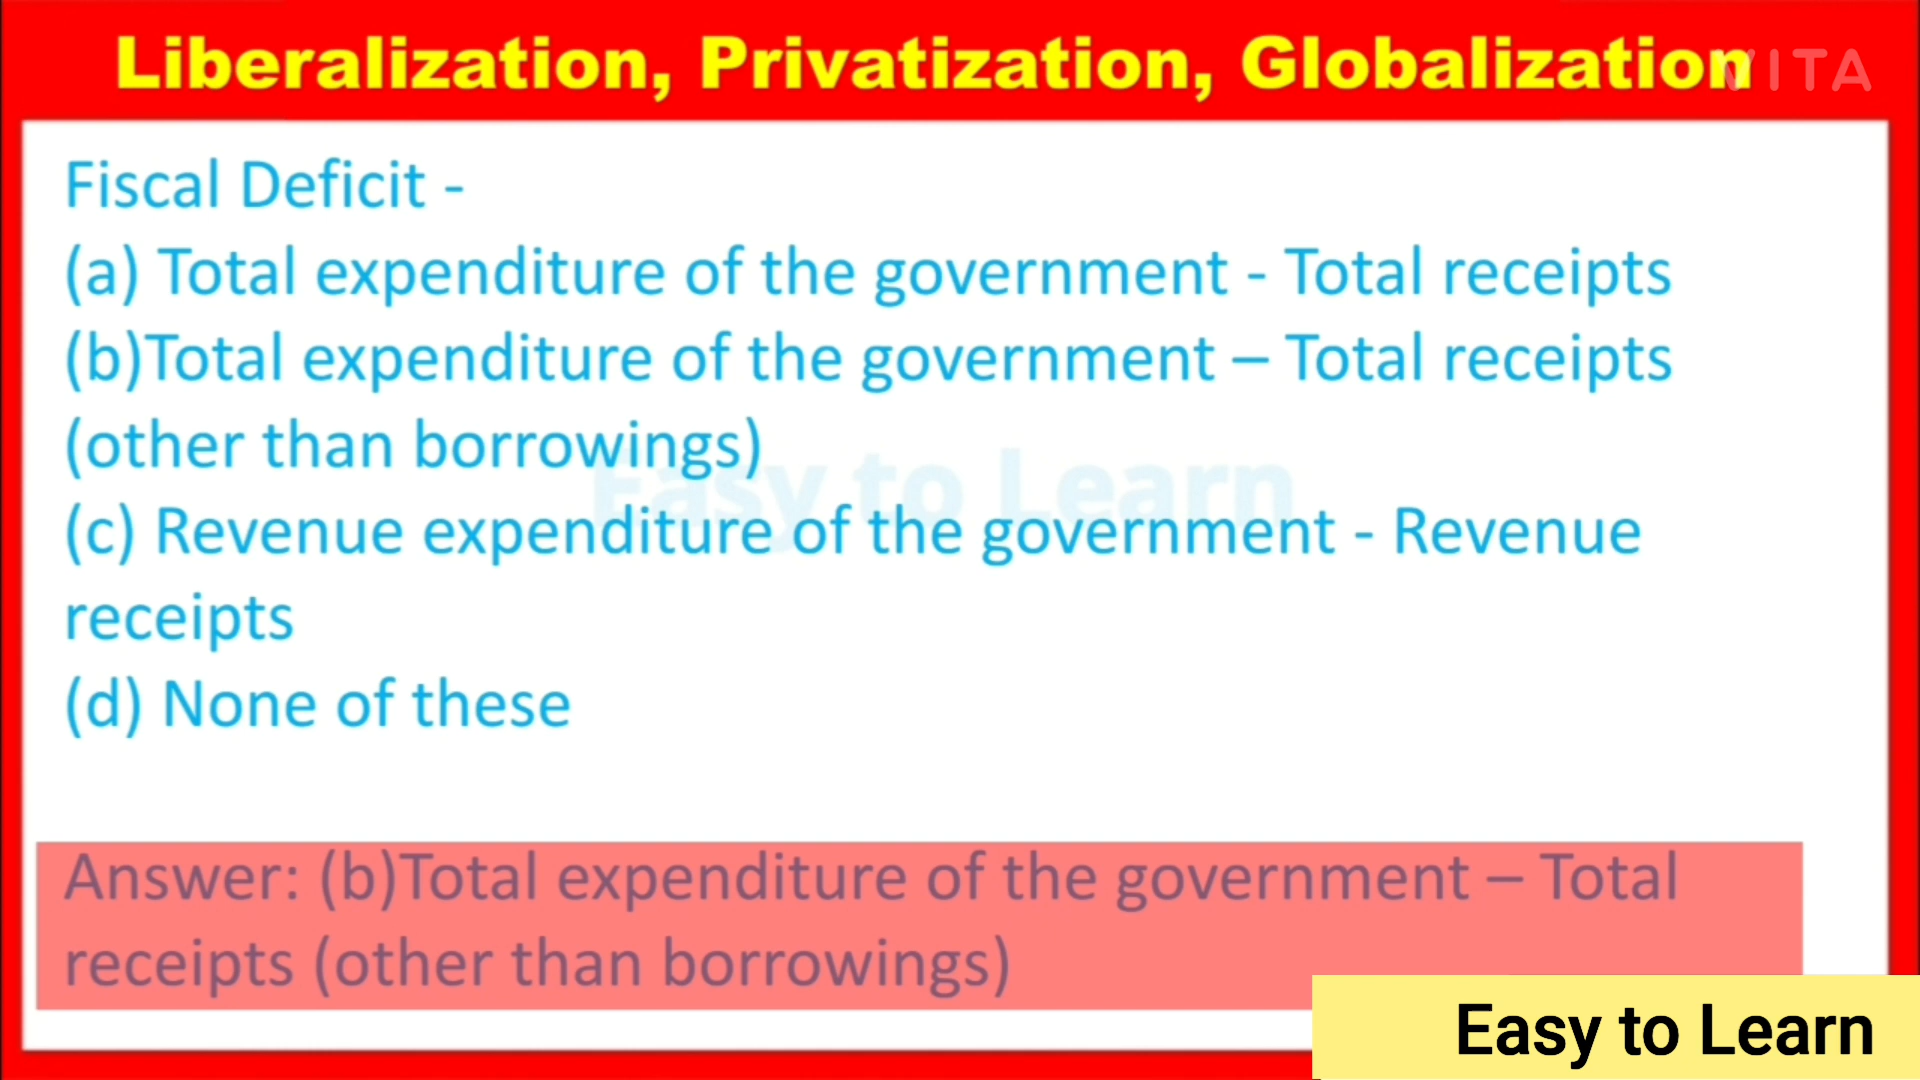 Liberalization, Privatization, Globalization
VITA
Fiscal Deficit -
(a) Total expenditure of the government - Total receipts
(b)Total expenditure of the government – Total receipts
(other than borrowings)
Easy to Learn
(c) Revenue expenditure of the government - Revenue
receipts
(d) None of these
Answer: (b)Total expenditure of the government – Total
receipts (other than borrowings)
Easy to Learn